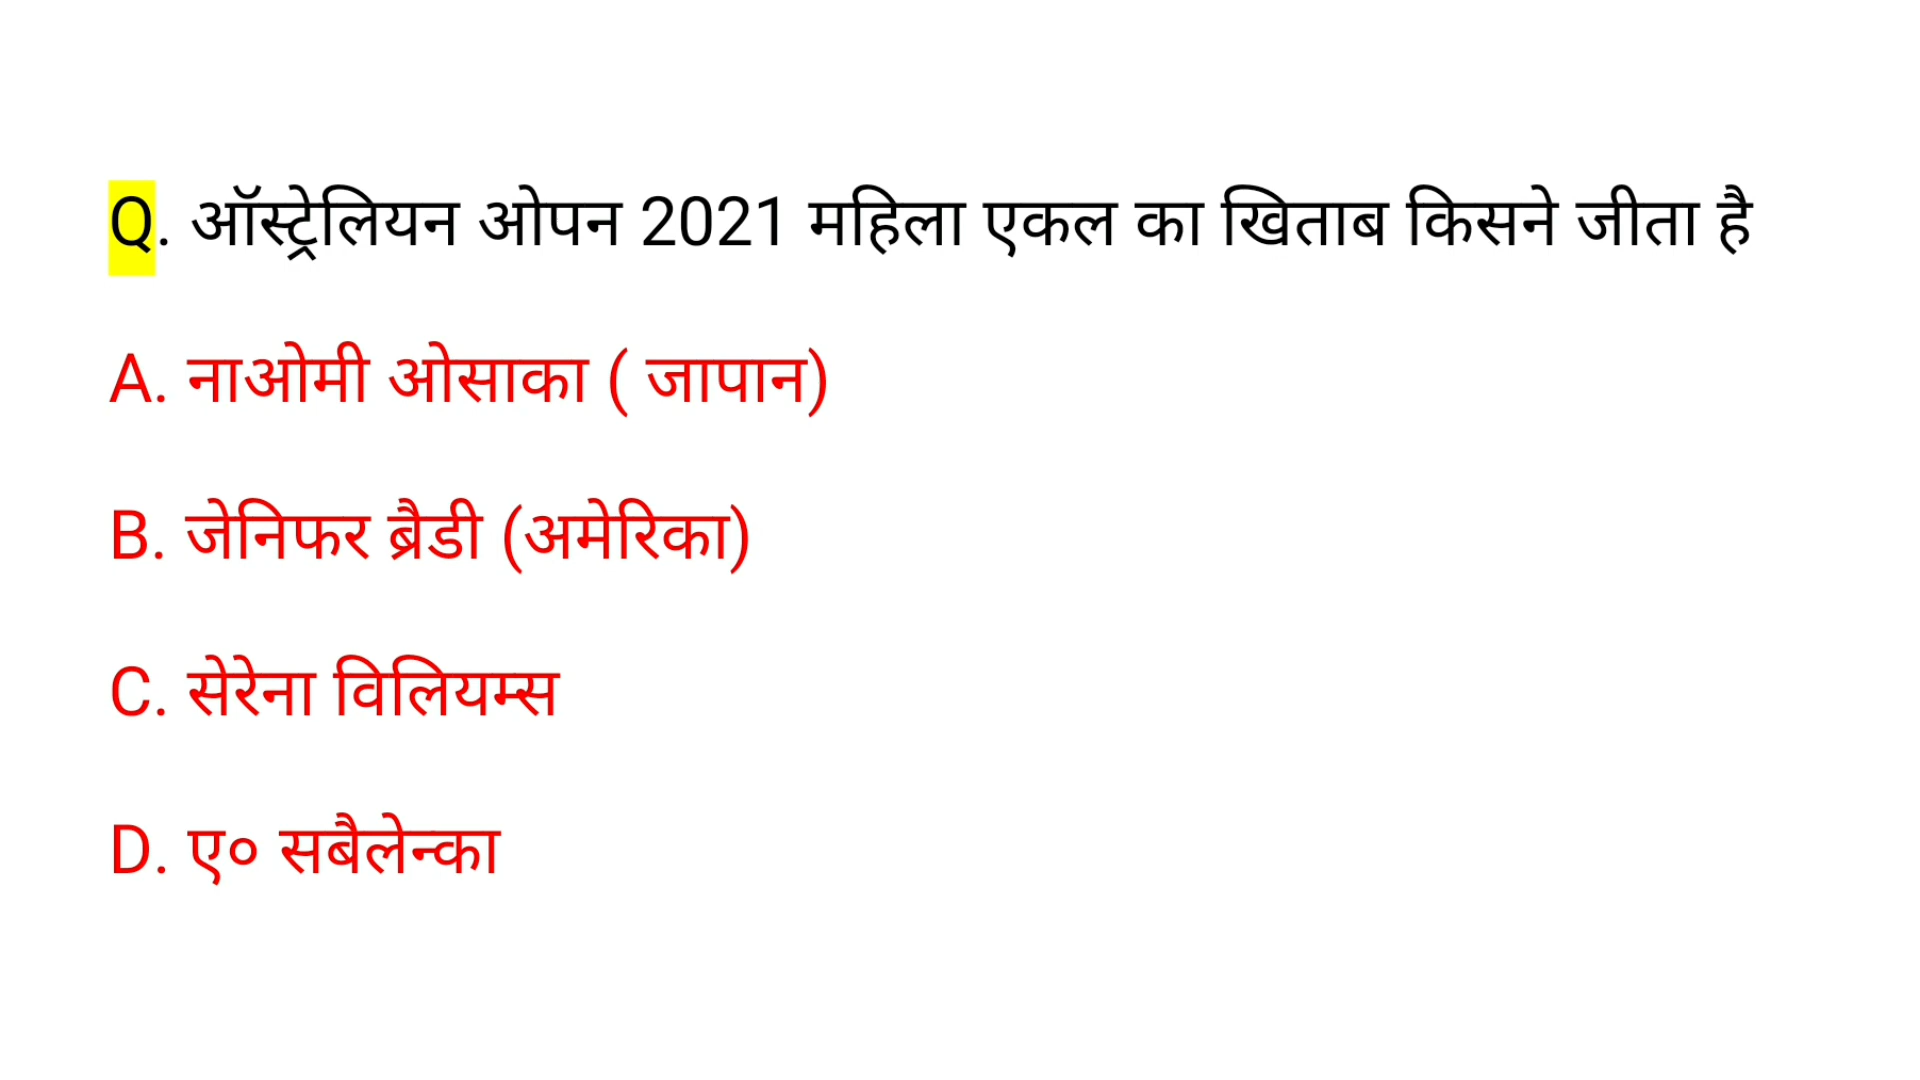 Q. ऑस्ट्रेलियन ओपन 2021 महिला एकल का खिताब किसने जीता है
A. नाओमी ओसाका ( जापान)
B. जेनिफर ब्रैडी (अमेरिका)
C. सेरेना विलियम्स
D. ए० सबैलेन्का